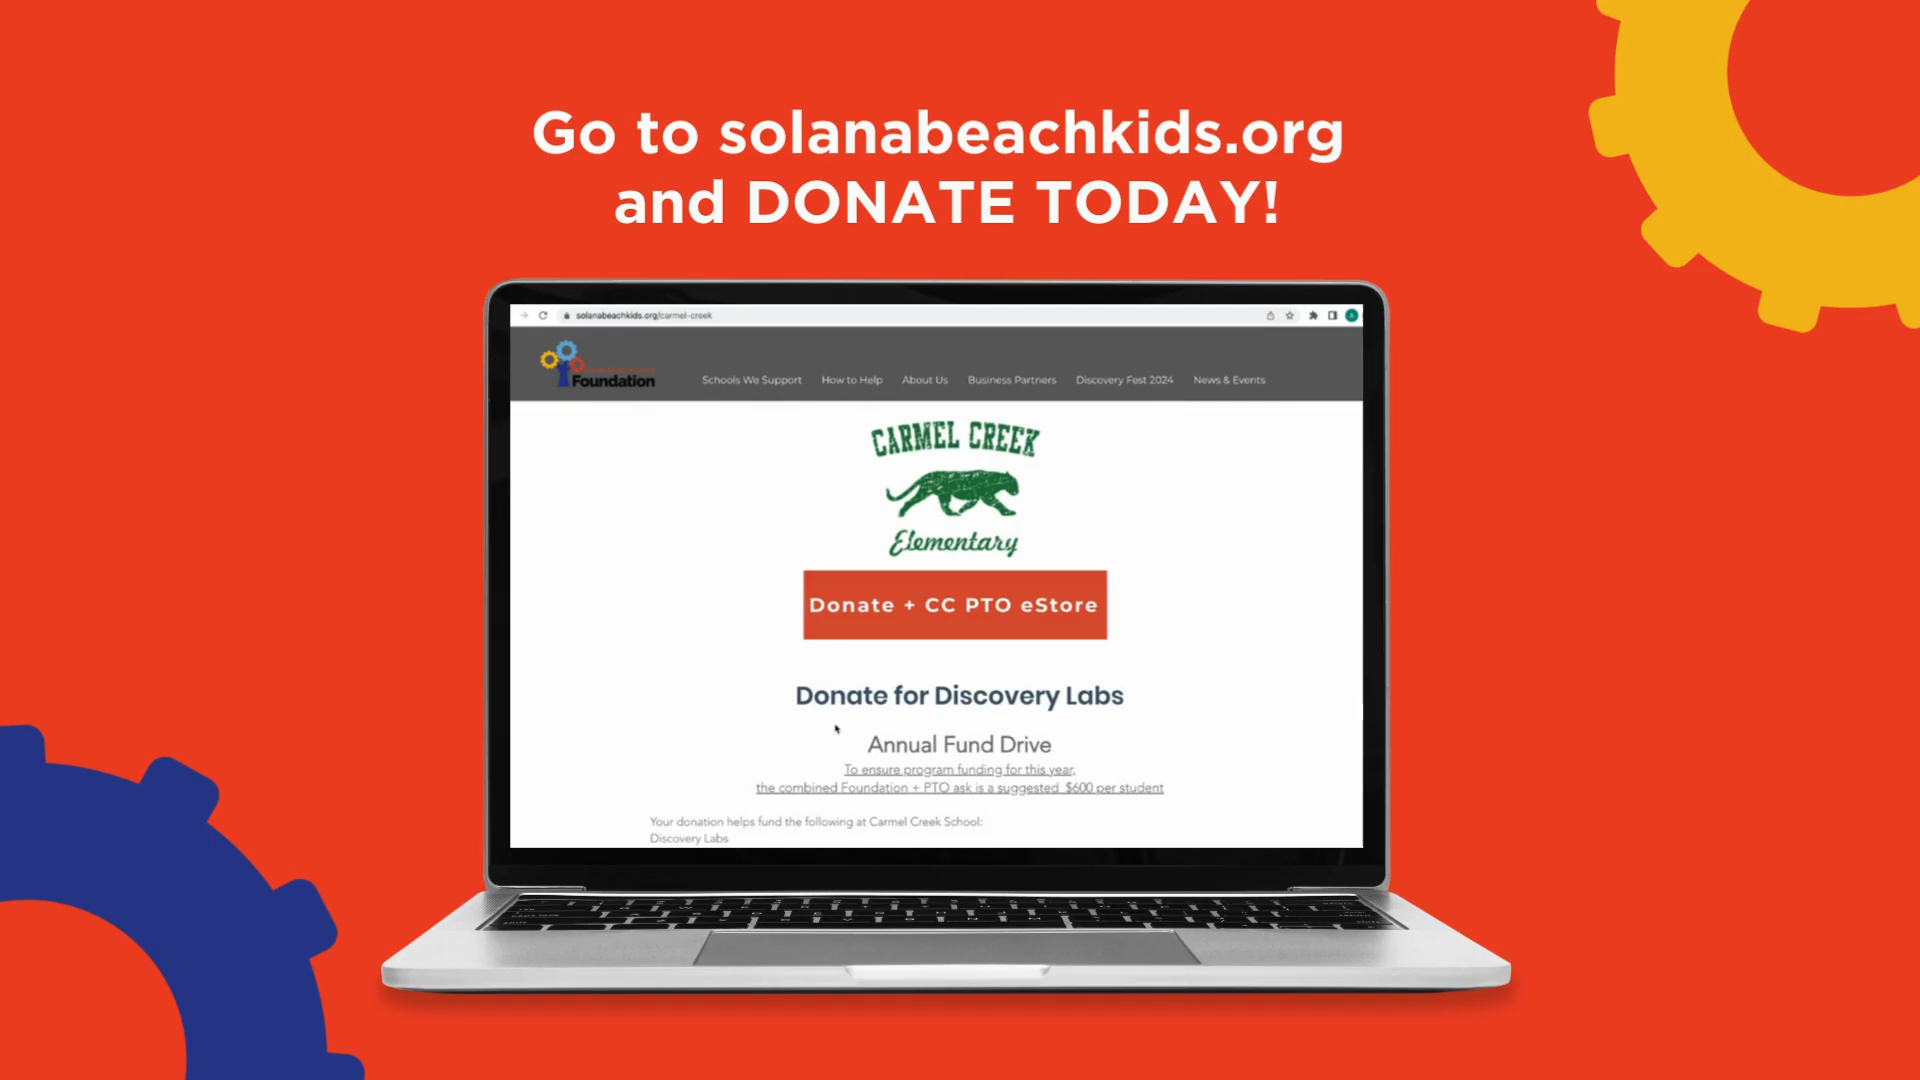 Go to solanabeachkids.org
and DONATE TODAY!
solanabeachkids.org/carmel-creek
Foundation
Schools We Support How to Help About Us Business Partners Discovery Fest 2024 News & Events
CARMEL CREEK
Elementary
Donate + CC PTO eStore
Donate for Discovery Labs
Annual Fund Drive
To ensure program funding for this year,
the combined Foundation + PTO ask is a suggested $600 per student
Your donation helps fund the following at Carmel Creek School:
Discovery Labs